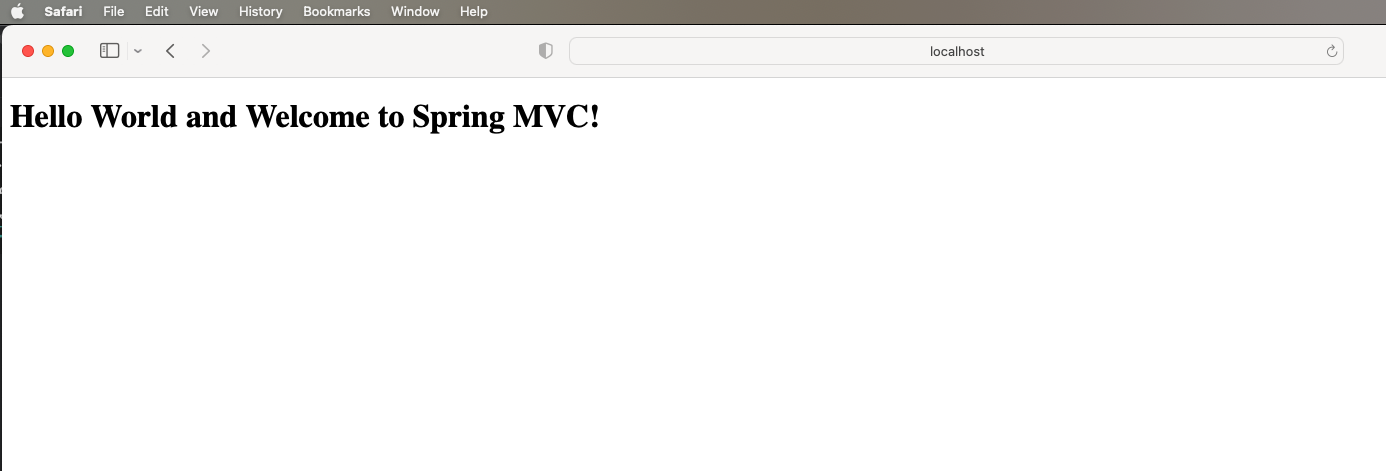 Safari File Edit View History Bookmarks Window Help
localhost
Hello World and Welcome to Spring MVC!